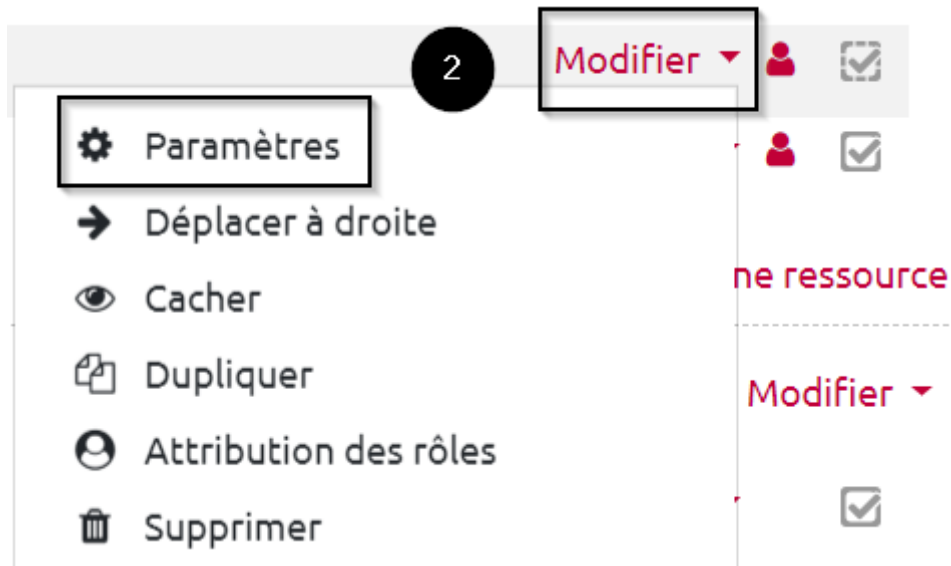 2
Modifier
Paramètres
Déplacer à droite
ne ressource
Cacher
Dupliquer
Modifier
Attribution des rôles
Supprimer